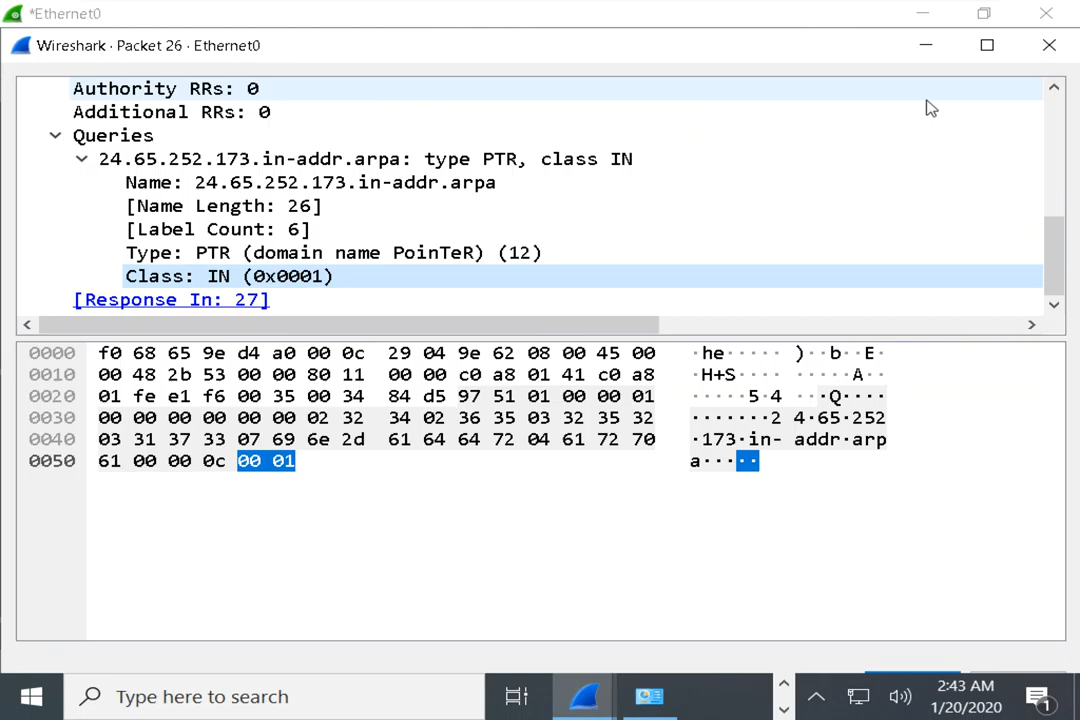 *Ethernet0
Wireshark · Packet 26 · Ethernet0
Authority RRs: 0
Additional RRs: 0
Queries
24.65.252.173.in-addr.arpa: type PTR, class IN
Name: 24.65.252.173.in-addr.arpa
[Name Length: 26]
[Label Count: 6]
Type: PTR (domain name PoinTeR) (12)
Class: IN (0x0001)
[Response In: 27]
0000 f0 68 65 9e d4 a0 00 0c 29 04 9e 62 08 00 45 00 ·he····· )··b··E·
0010 00 48 2b 53 00 00 80 11 00 00 c0 a8 01 41 c0 a8 ·H+S···· ·····A··
0020 01 fe e1 f6 00 35 00 34 84 d5 97 51 01 00 00 01 ·····5·4 ···Q····
0030 00 00 00 00 00 00 02 32 34 02 36 35 03 32 35 32 ·······2 4·65·252
0040 03 31 37 33 07 69 6e 2d 61 64 64 72 04 61 72 70 ·173·in- addr·arp
0050 61 00 00 0c 00 01 a·····
Type here to search
2:43 AM
1/20/2020
1